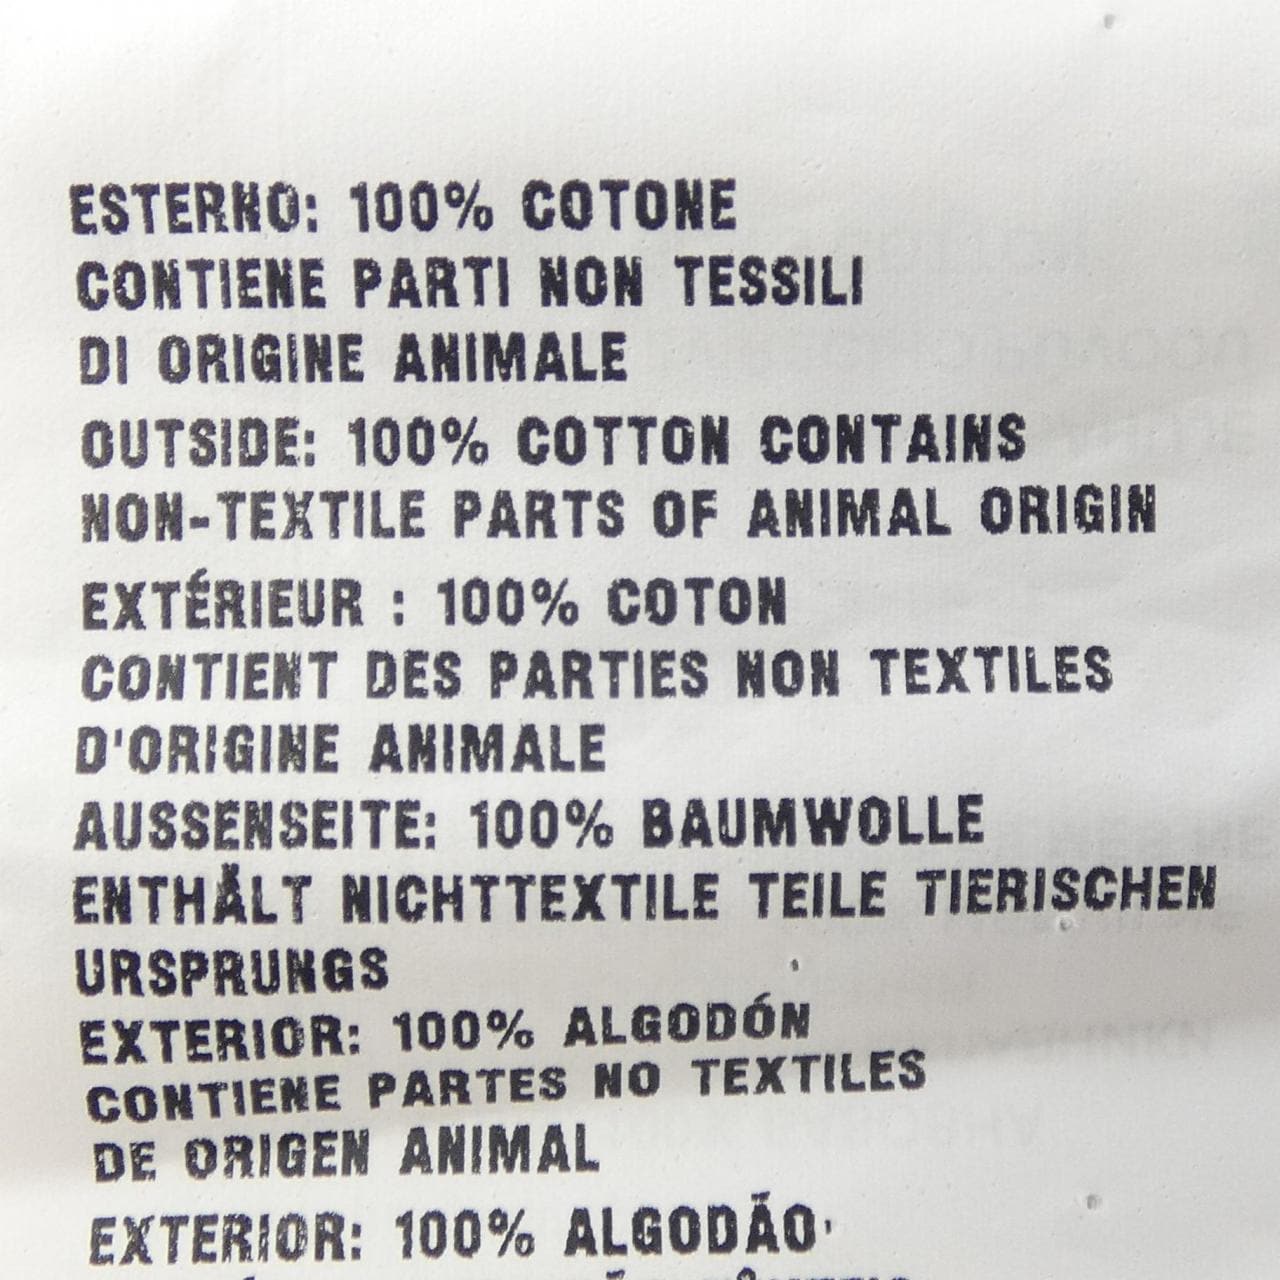 ESTERNO: 100% COTONE
CONTIENE PARTI NON TESSILI
DI ORIGINE ANIMALE
OUTSIDE: 100% COTTON CONTAINS
NON-TEXTILE PARTS OF ANIMAL ORIGIN
EXTÉRIEUR : 100% COTON
CONTIENT DES PARTIES NON TEXTILES
D'ORIGINE ANIMALE
AUSSENSEITE: 100% BAUMWOLLE
ENTHÄLT NICHTTEXTILE TEILE TIERISCHEN
URSPRUNGS
EXTERIOR: 100% ALGODÓN
CONTIENE PARTES NO TEXTILES
DE ORIGEN ANIMAL
EXTERIOR: 100% ALGODÃO